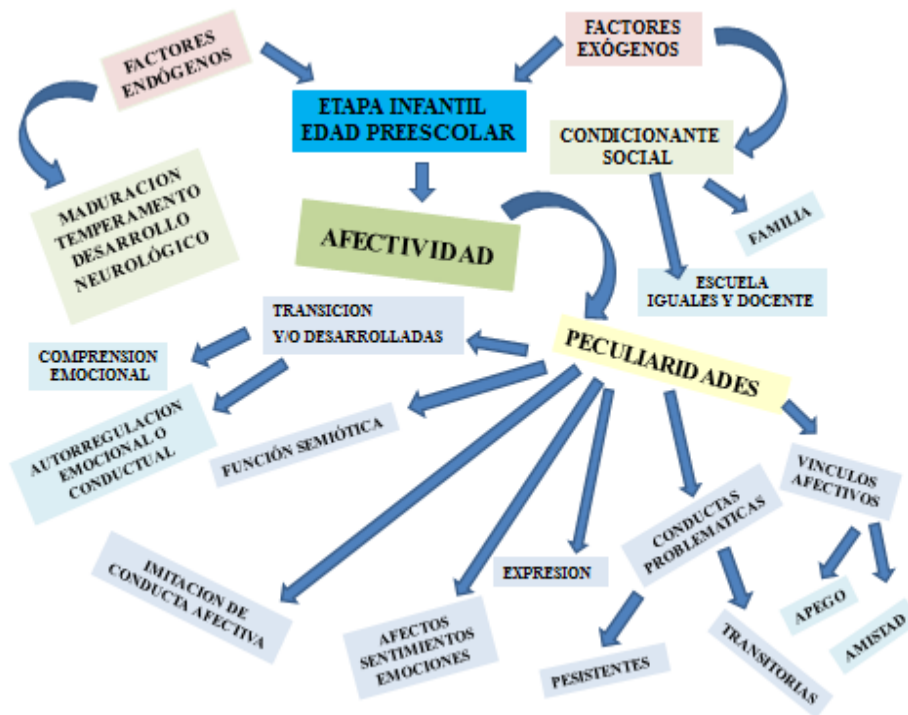 FACTORES
ENDÓGENOS
FACTORES
EXÓGENOS
ETAPA INFANTIL
EDAD PREESCOLAR
CONDICIONANTE
SOCIAL
MADURACION
TEMPERAMENTO
DESARROLLO
NEUROLÓGICO
AFECTIVIDAD
FAMILIA
ESCUELA
IGUALES Y DOCENTE
TRANSICION
Y/O DESARROLLADAS
PECULIARIDADES
COMPRENSION
EMOCIONAL
AUTORREGULACION
EMOCIONAL O
CONDUCTUAL
FUNCIÓN SEMIÓTICA
VINCULOS
AFECTIVOS
CONDUCTAS
PROBLEMATICAS
IMITACION DE
CONDUCTA AFECTIVA
EXPRESION
AFECTOS
SENTIMIENTOS
EMOCIONES
PESISTENTES
TRANSITORIAS
APEGO
AMISTAD